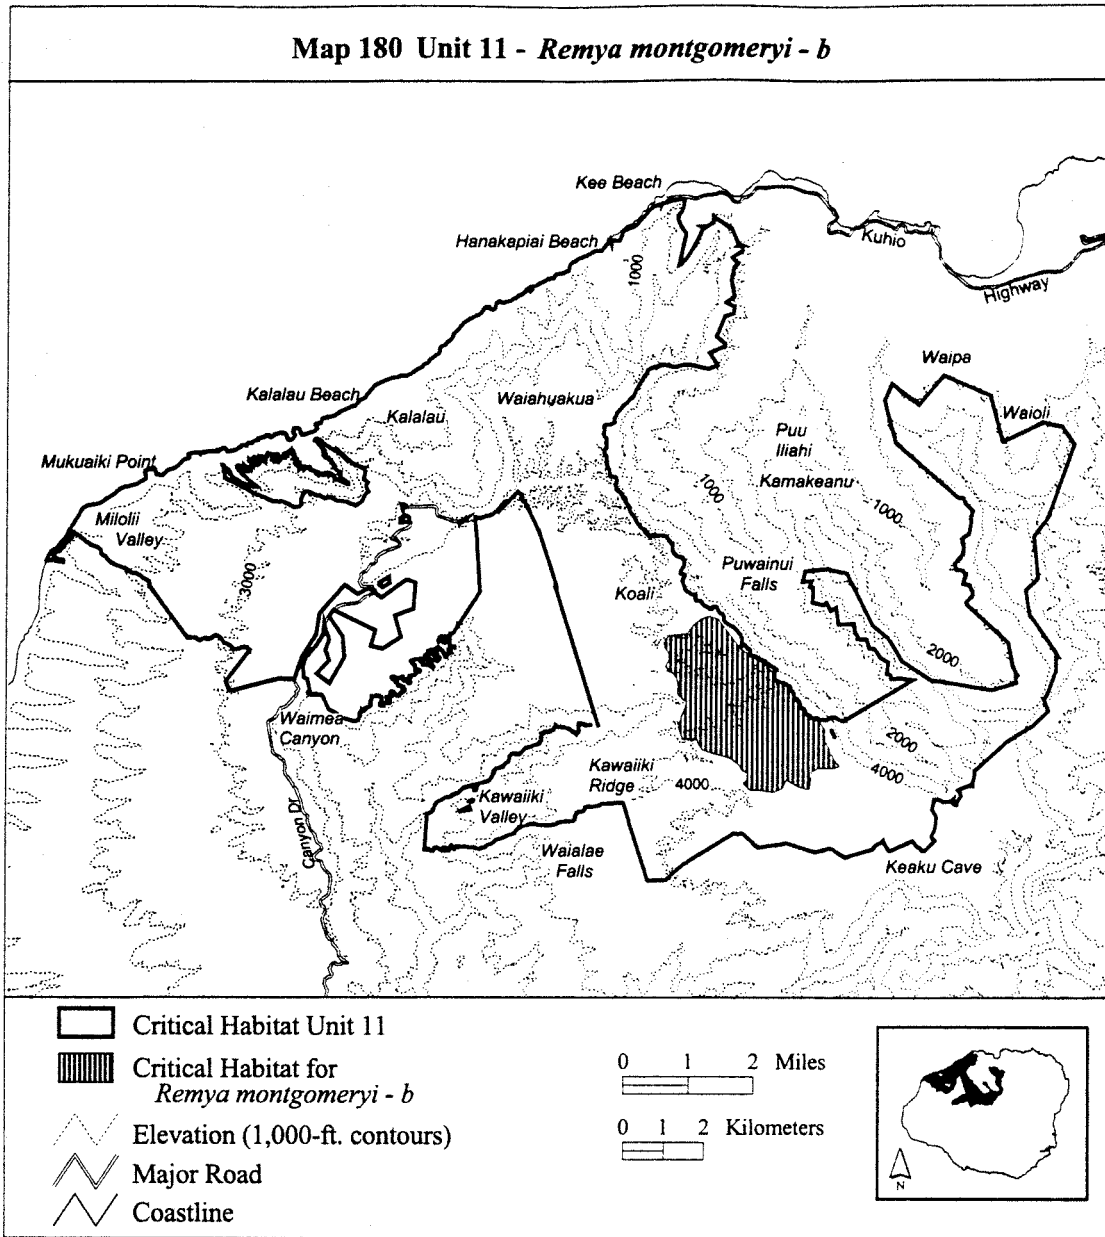 Map 180 Unit 11 - Remya montgomeryi - b
Kee Beach
Hanakapiai Beach
Kuhio
Highway
1000
Waipa
Kalalau Beach
Kalalau
Waiahuakua
Waioli
Puu
Iliahi
Mukuaiki Point
Kamakeanu
1000
1000
Milolii
Valley
3000
Puwainui
Falls
Koali
2000
Waimea
Canyon
2000
4000
Kawaiiki
Ridge
4000
Kawaiiki
Valley
Canyon Dr
Waialae
Falls
Keaku Cave
Critical Habitat Unit 11
Critical Habitat for
Remya montgomeryi - b
Elevation (1,000-ft. contours)
Major Road
Coastline
0 1 2 Miles
0 1 2 Kilometers
N